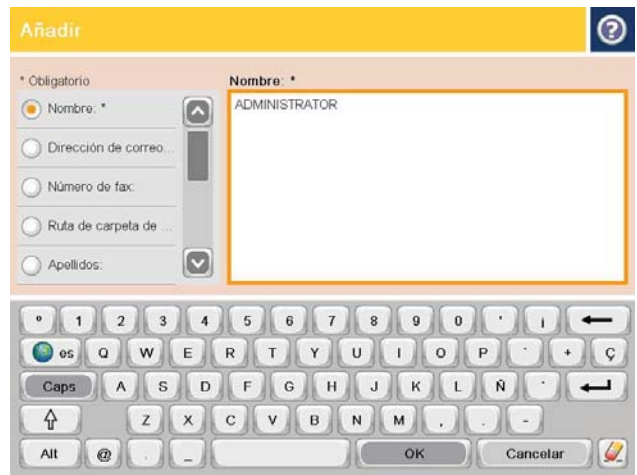 Añadir
* Obligatorio
Nombre: *
Nombre: *
Dirección de correo...
Número de fax:
Ruta de carpeta de ...
Apellidos:
ADMINISTRATOR
º 1 2 3 4 5 6 7 8 9 0 ' ¡
es Q W E R T Y U I O P ` + Ç
Caps A S D F G H J K L Ñ ´
Z X C V B N M , . -
Alt @ . _ OK Cancelar